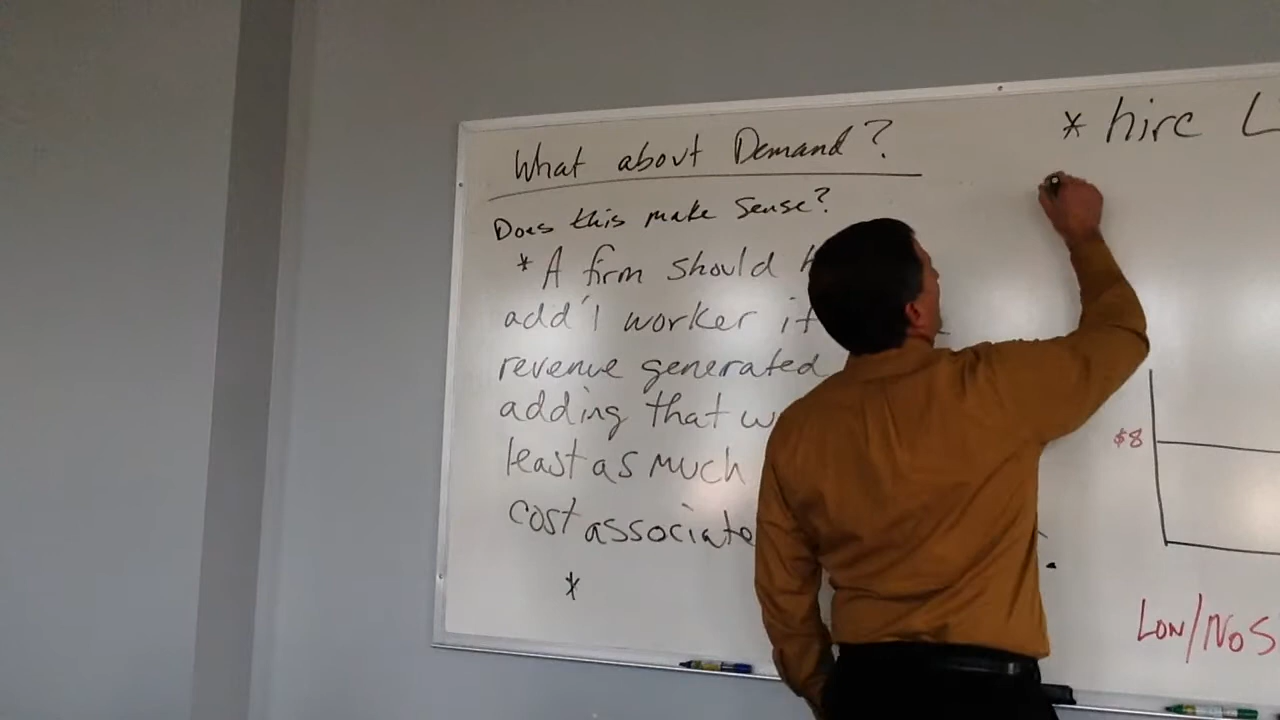 What about Demand?
Does this make Sense?
* A firm should
add'l worker if
revenue generated
adding that
least as much
cost associate
*
* hire L
$8
LON/NOS